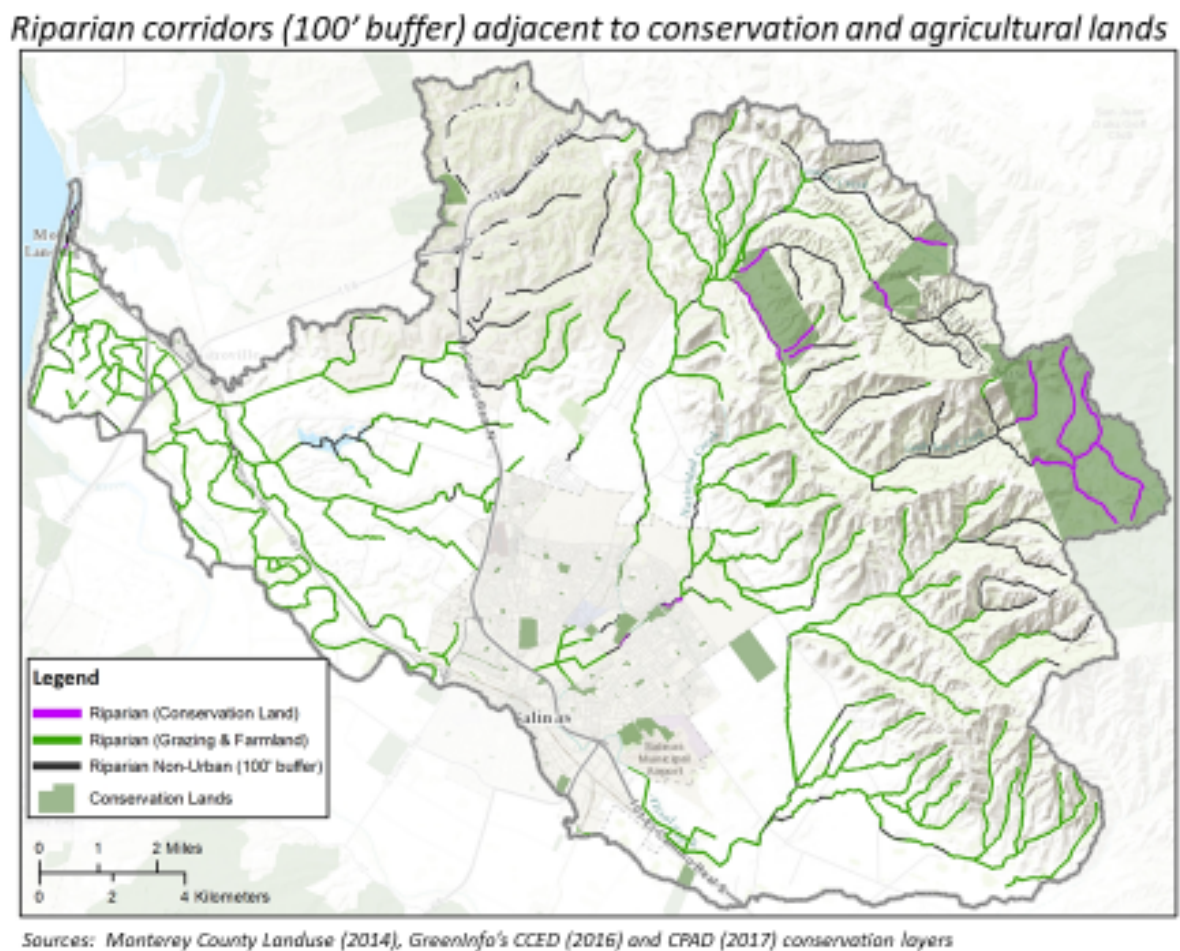 Riparian corridors (100' buffer) adjacent to conservation and agricultural lands
Legend
Riparian (Conservation Land)
Riparian (Grazing & Farmland)
Riparian Non-Urban (100' buffer)
Conservation Lands
0 1 2 Miles
0 2 4 Kilometers
Salinas
Salinas
Municipal
Airport
Sources: Monterey County Landuse (2014), GreenInfo's CCED (2016) and CPAD (2017) conservation layers